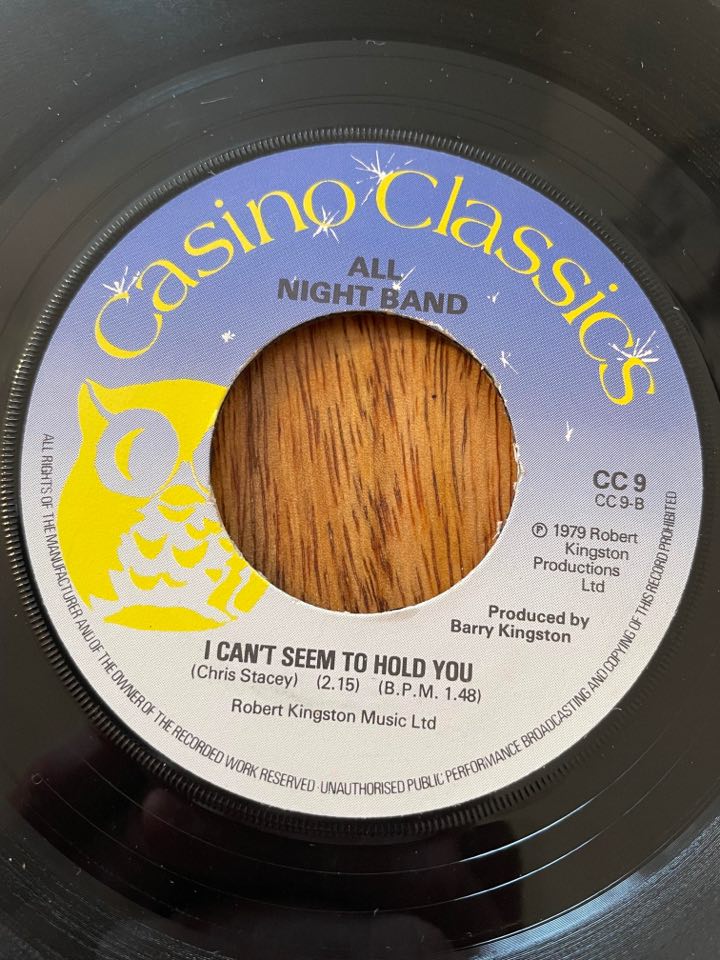 Casino Classics
ALL
NIGHT BAND
CC 9
CC 9-B
℗ 1979 Robert
Kingston
Productions
Ltd
Produced by
Barry Kingston
I CAN'T SEEM TO HOLD YOU
(Chris Stacey) (2.15) (B.P.M. 1.48)
Robert Kingston Music Ltd
ALL RIGHTS OF THE MANUFACTURER AND OF THE OWNER OF THE RECORDED WORK RESERVED · UNAUTHORISED PUBLIC PERFORMANCE BROADCASTING AND COPYING OF THIS RECORD PROHIBITED